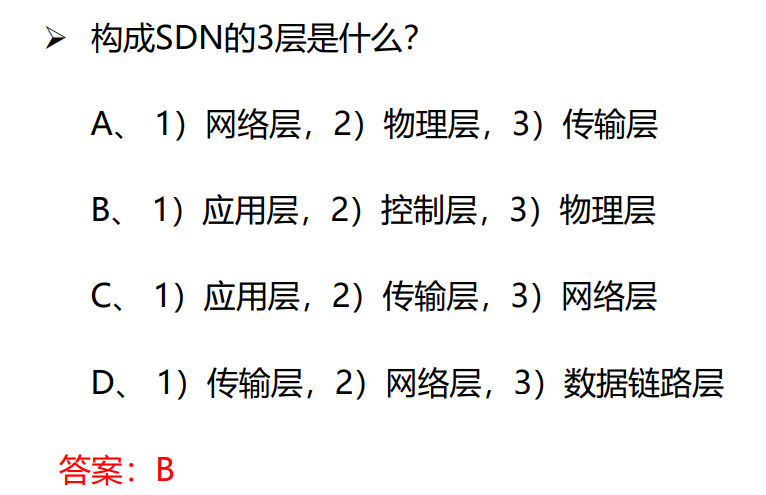 ➢ 构成SDN的3层是什么？
A、 1）网络层，2）物理层，3）传输层
B、 1）应用层，2）控制层，3）物理层
C、 1）应用层，2）传输层，3）网络层
D、 1）传输层，2）网络层，3）数据链路层
答案：B